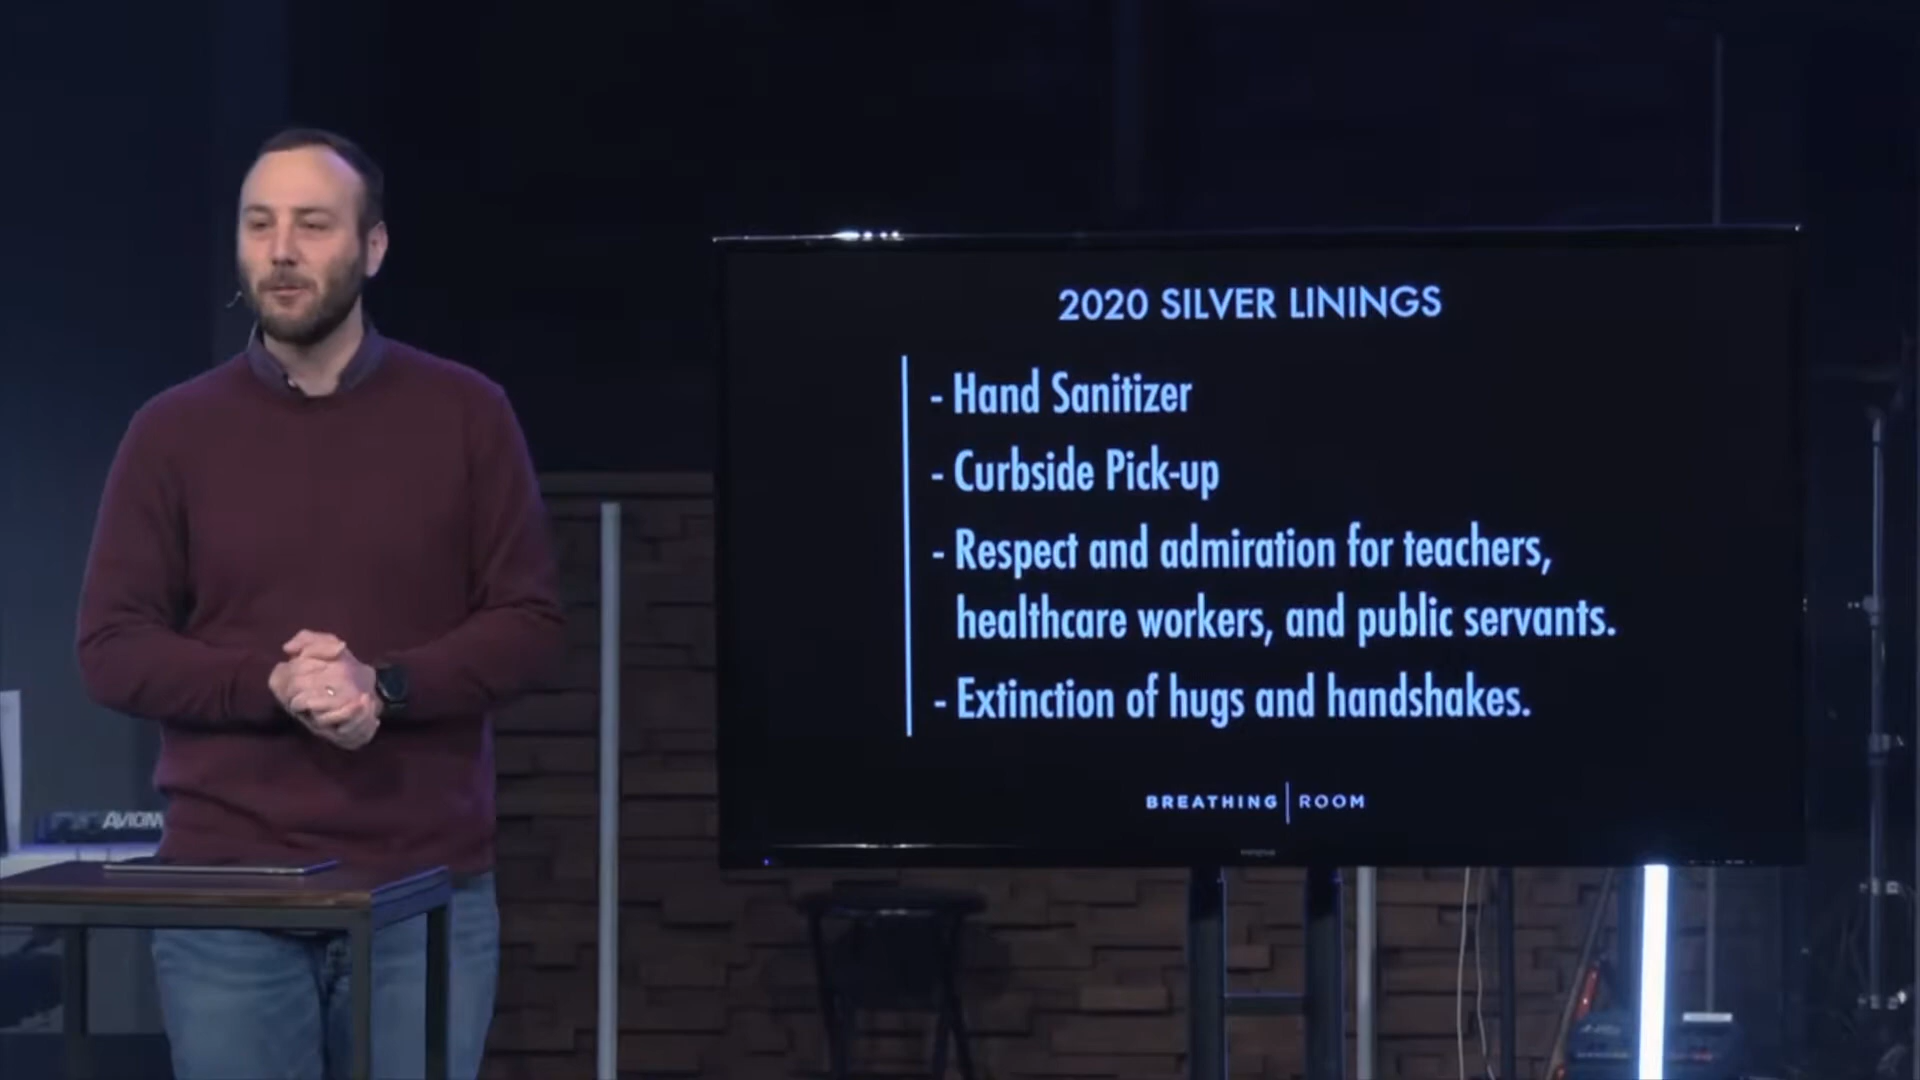 2020 SILVER LININGS
- Hand Sanitizer
- Curbside Pick-up
- Respect and admiration for teachers,
healthcare workers, and public servants.
- Extinction of hugs and handshakes.
BREATHING | ROOM
AVIOM